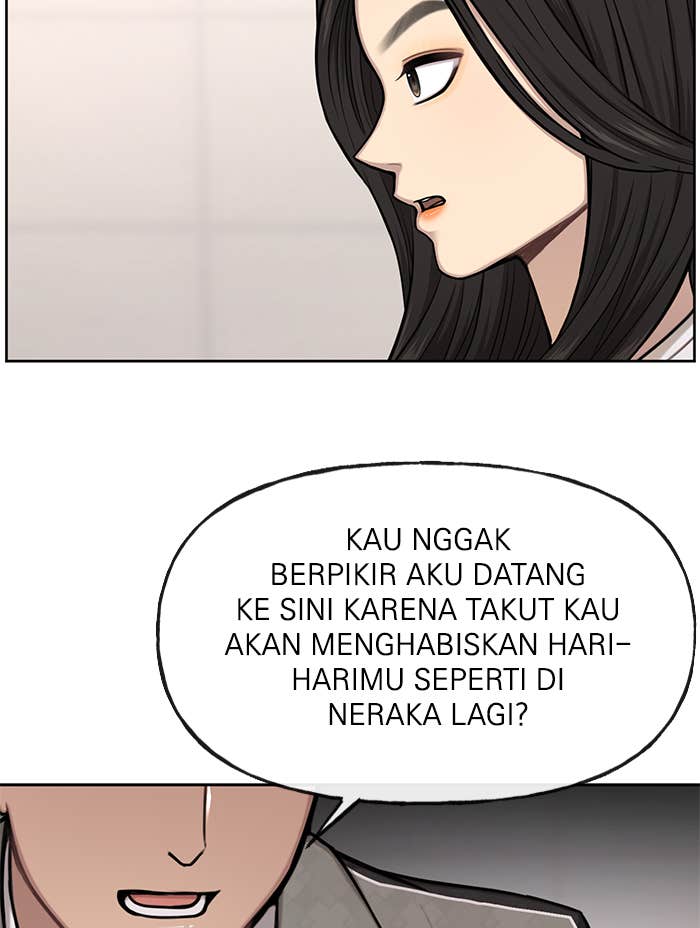 KAU NGGAK
BERPIKIR AKU DATANG
KE SINI KARENA TAKUT KAU
AKAN MENGHABISKAN HARI-
HARIMU SEPERTI DI
NERAKA LAGI?